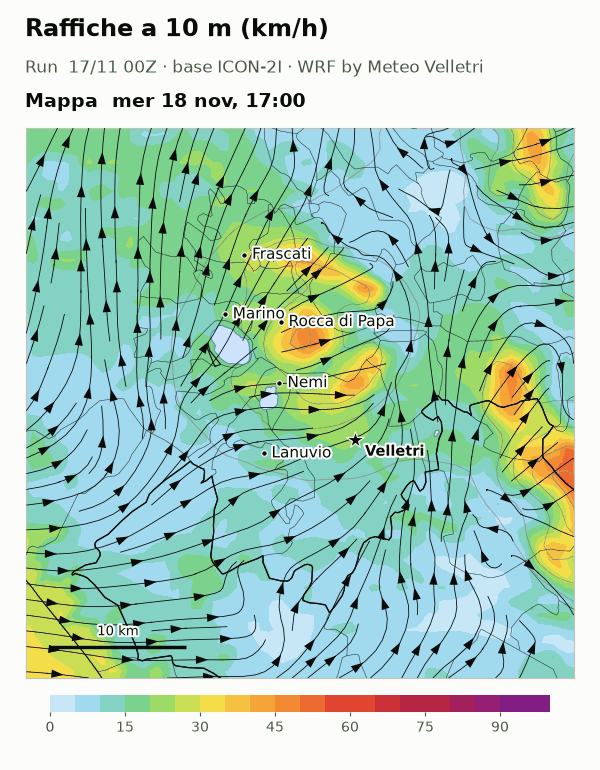 Raffiche a 10 m (km/h)
Run  17/11 00Z · base ICON-2I · WRF by Meteo Velletri
Mappa  mer 18 nov, 17:00
Frascati
Marino
Rocca di Papa
Nemi
Velletri
Lanuvio
10 km
0 15 30 45 60 75 90